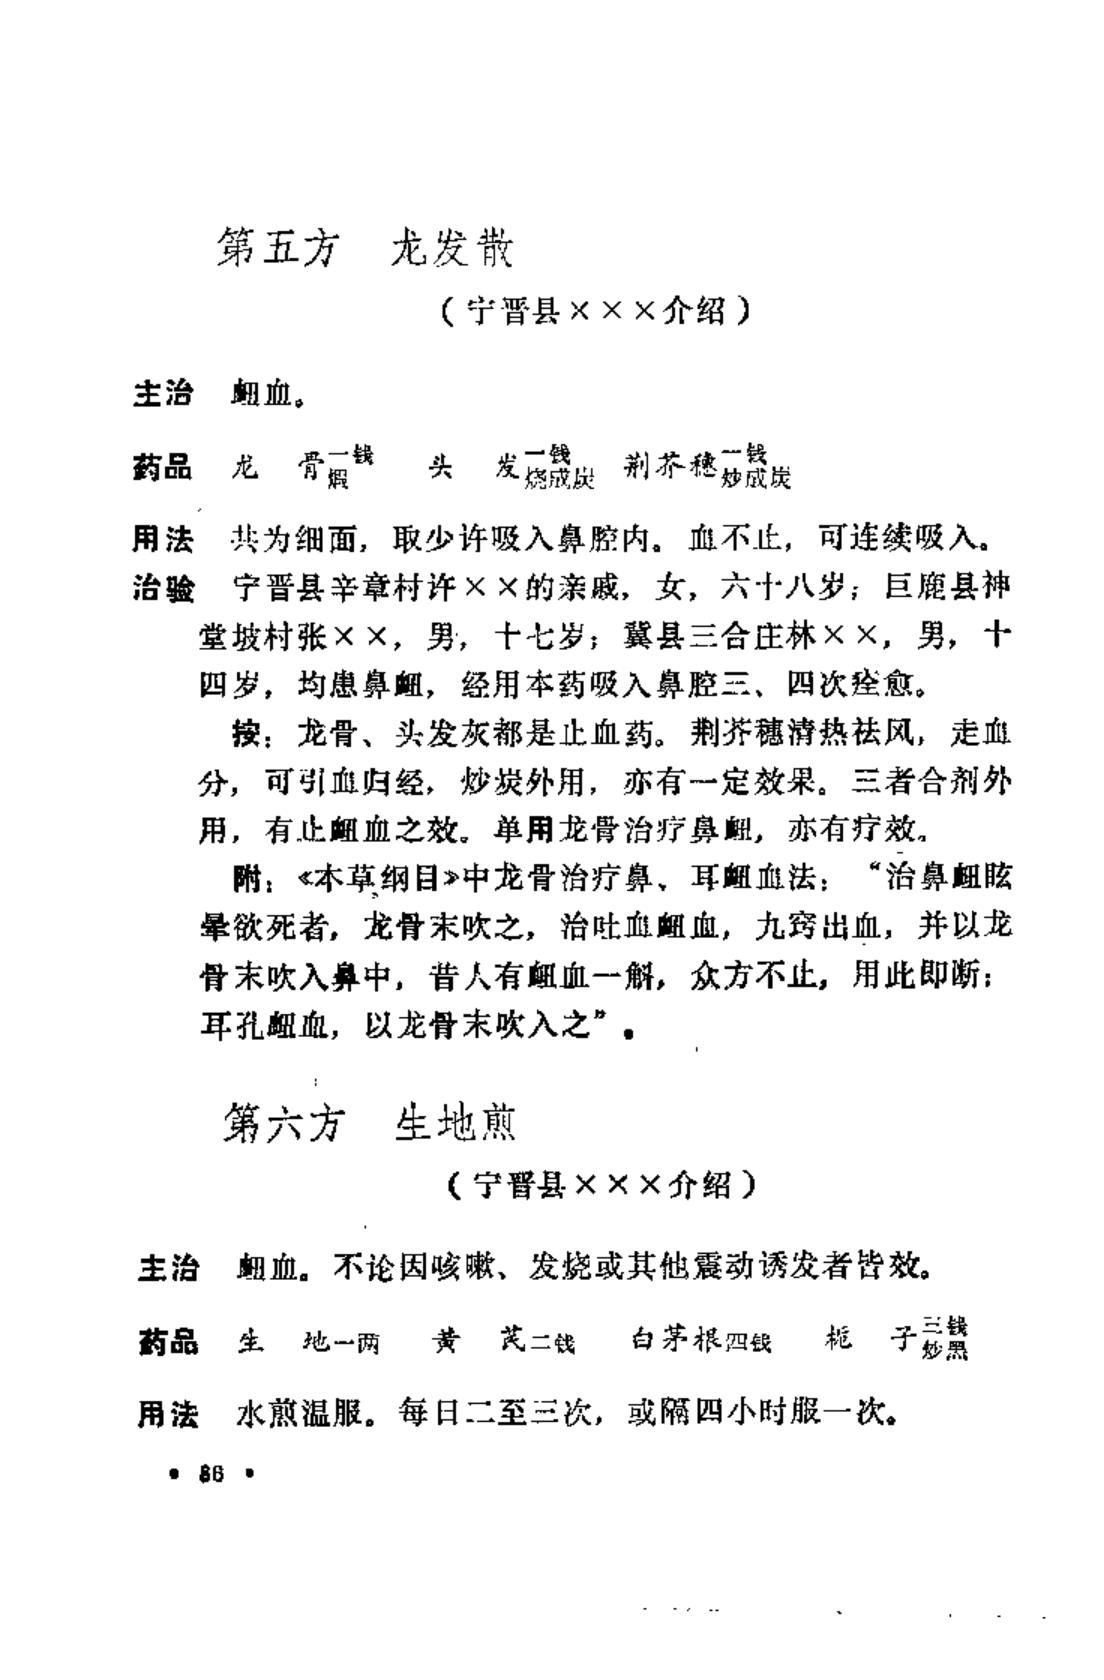 第五方 龙发散
（宁晋县×××介绍）
主治 衄血。
药品 龙 骨一钱煅 头 发一钱烧成炭 荆芥穗一钱炒成炭
用法 共为细面，取少许吸入鼻腔内。血不止，可连续吸入。
治验 宁晋县辛章村许××的亲戚，女，六十八岁；巨鹿县神
堂坡村张××，男，十七岁；冀县三合庄林××，男，十
四岁，均患鼻衄，经用本药吸入鼻腔三、四次痊愈。
按：龙骨、头发灰都是止血药。荆芥穗清热祛风，走血
分，可引血归经，炒炭外用，亦有一定效果。三者合剂外
用，有止衄血之效。单用龙骨治疗鼻衄，亦有疗效。
附：《本草纲目》中龙骨治疗鼻、耳衄血法：“治鼻衄眩
晕欲死者，龙骨末吹之，治吐血衄血，九窍出血，并以龙
骨末吹入鼻中，昔人有衄血一斛，众方不止，用此即断；
耳孔衄血，以龙骨末吹入之”。
第六方 生地煎
（宁晋县×××介绍）
主治 衄血。不论因咳嗽、发烧或其他震动诱发者皆效。
药品 生 地一两 黄 芪二钱 白茅根四钱 栀 子三钱炒黑
用法 水煎温服。每日二至三次，或隔四小时服一次。
• 86 •